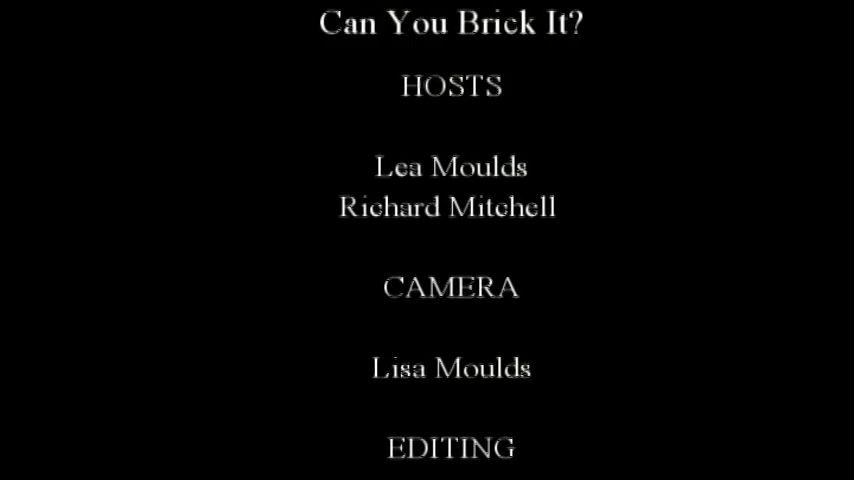 Can You Brick It?
HOSTS
Lea Moulds
Richard Mitchell
CAMERA
Lisa Moulds
EDITING